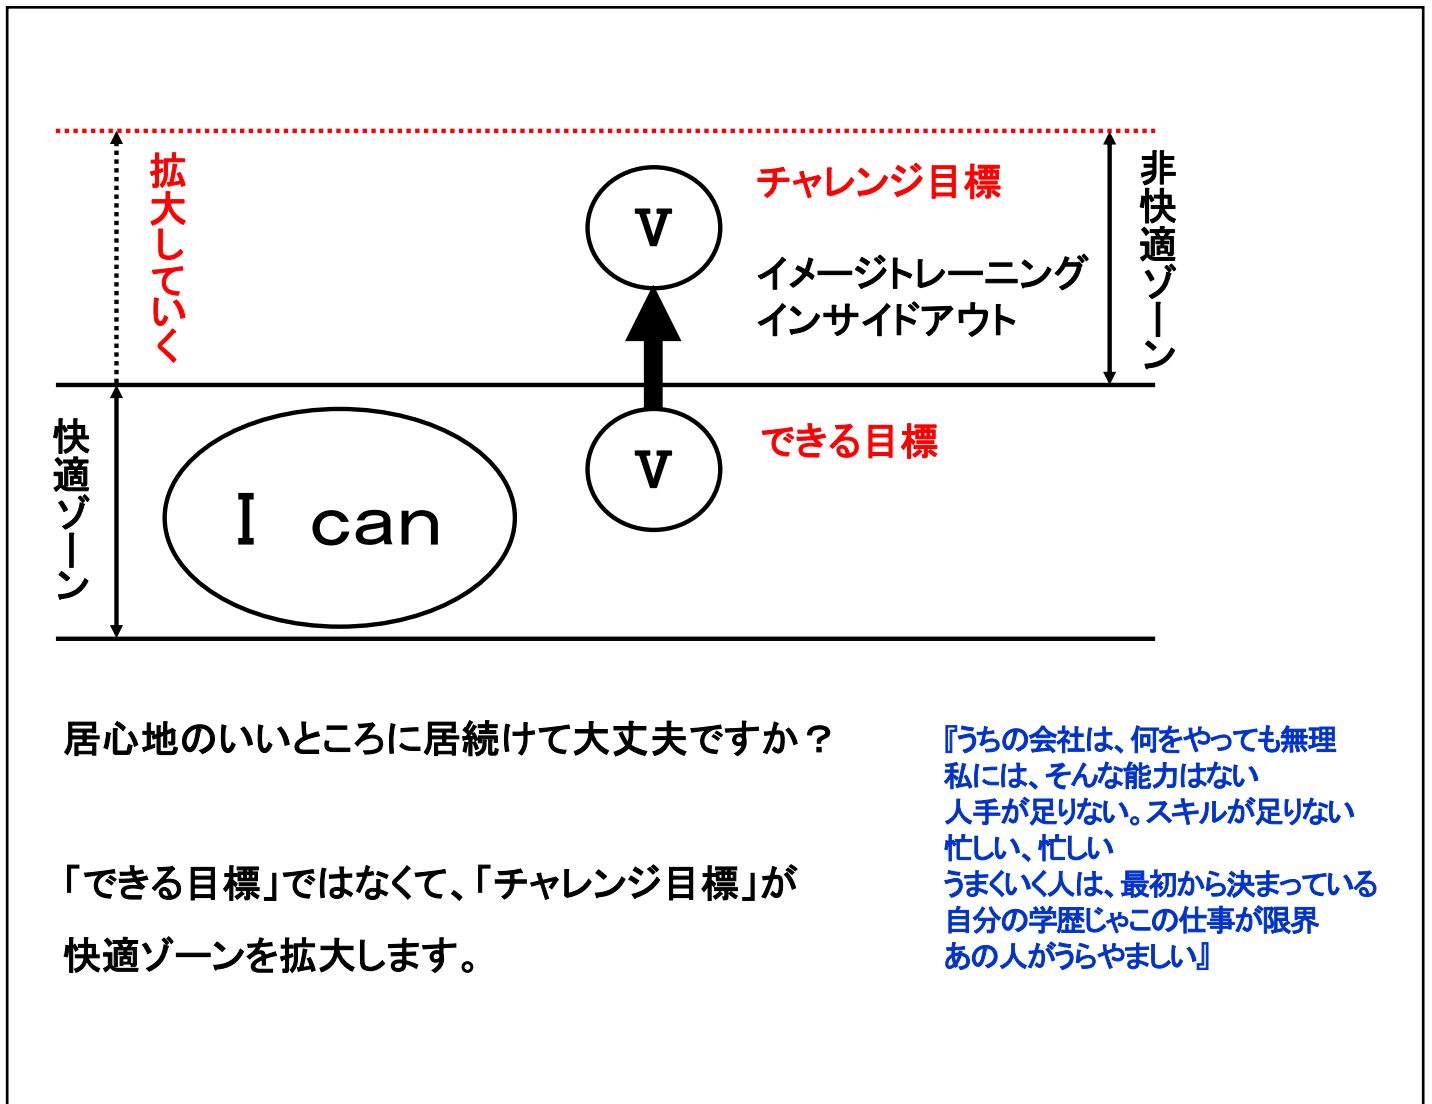 拡大していく
V
チャレンジ目標
イメージトレーニング
インサイドアウト
非快適ゾーン
快適ゾーン
I can
V
できる目標
居心地のいいところに居続けて大丈夫ですか？
「できる目標」ではなくて、「チャレンジ目標」が
快適ゾーンを拡大します。
『うちの会社は、何をやっても無理
私には、そんな能力はない
人手が足りない。スキルが足りない
忙しい、忙しい
うまくいく人は、最初から決まっている
自分の学歴じゃこの仕事が限界
あの人がうらやましい』